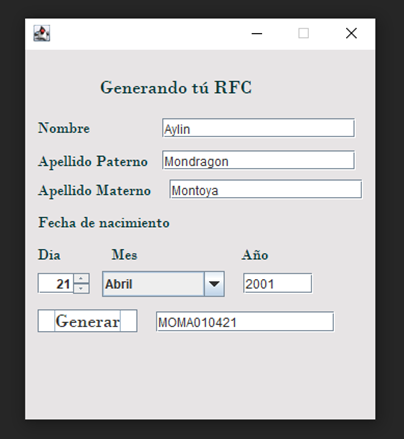 Generando tú RFC
Nombre Aylin
Apellido Paterno Mondragon
Apellido Materno Montoya
Fecha de nacimiento
Dia Mes Año
21 Abril 2001
Generar MOMA010421